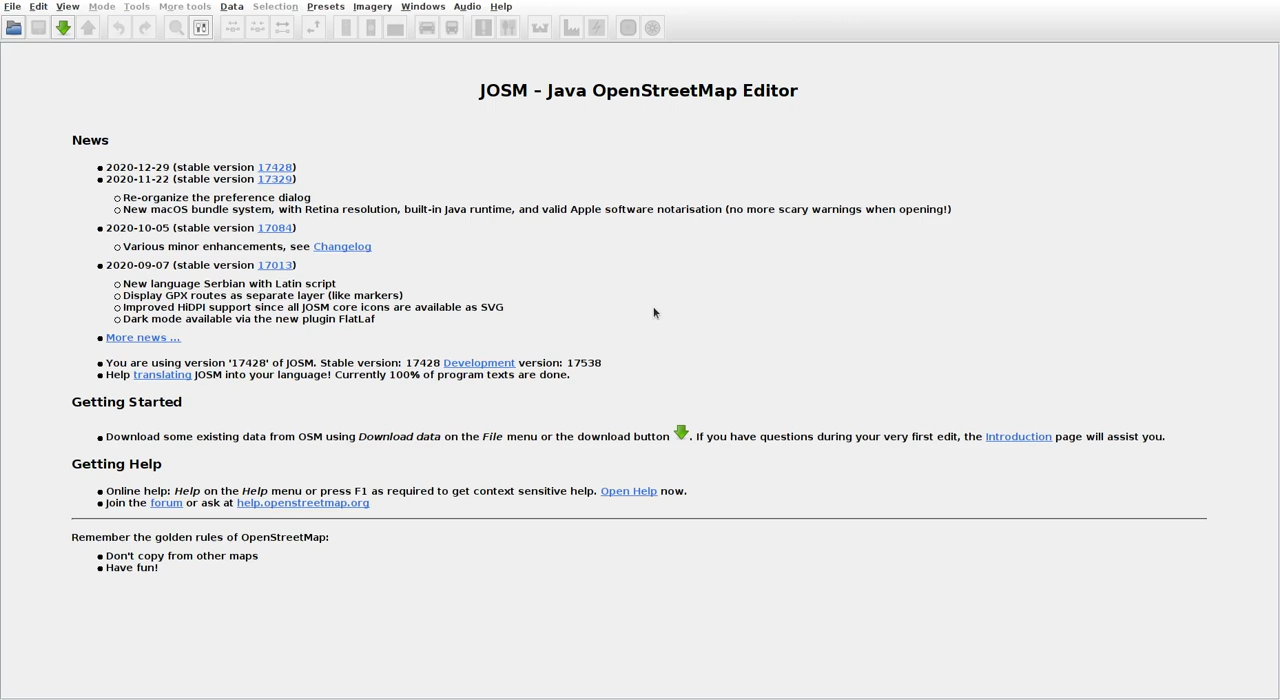 File Edit View Mode Tools More tools Data Selection Presets Imagery Windows Audio Help
JOSM – Java OpenStreetMap Editor
News
2020-12-29 (stable version 17428)
2020-11-22 (stable version 17329)
Re-organize the preference dialog
New macOS bundle system, with Retina resolution, built-in Java runtime, and valid Apple software notarisation (no more scary warnings when opening!)
2020-10-05 (stable version 17084)
Various minor enhancements, see Changelog
2020-09-07 (stable version 17013)
New language Serbian with Latin script
Display GPX routes as separate layer (like markers)
Improved HiDPI support since all JOSM core icons are available as SVG
Dark mode available via the new plugin FlatLaf
More news ...
You are using version '17428' of JOSM. Stable version: 17428 Development version: 17538
Help translating JOSM into your language! Currently 100% of program texts are done.
Getting Started
Download some existing data from OSM using Download data on the File menu or the download button . If you have questions during your very first edit, the Introduction page will assist you.
Getting Help
Online help: Help on the Help menu or press F1 as required to get context sensitive help. Open Help now.
Join the forum or ask at help.openstreetmap.org
Remember the golden rules of OpenStreetMap:
Don't copy from other maps
Have fun!